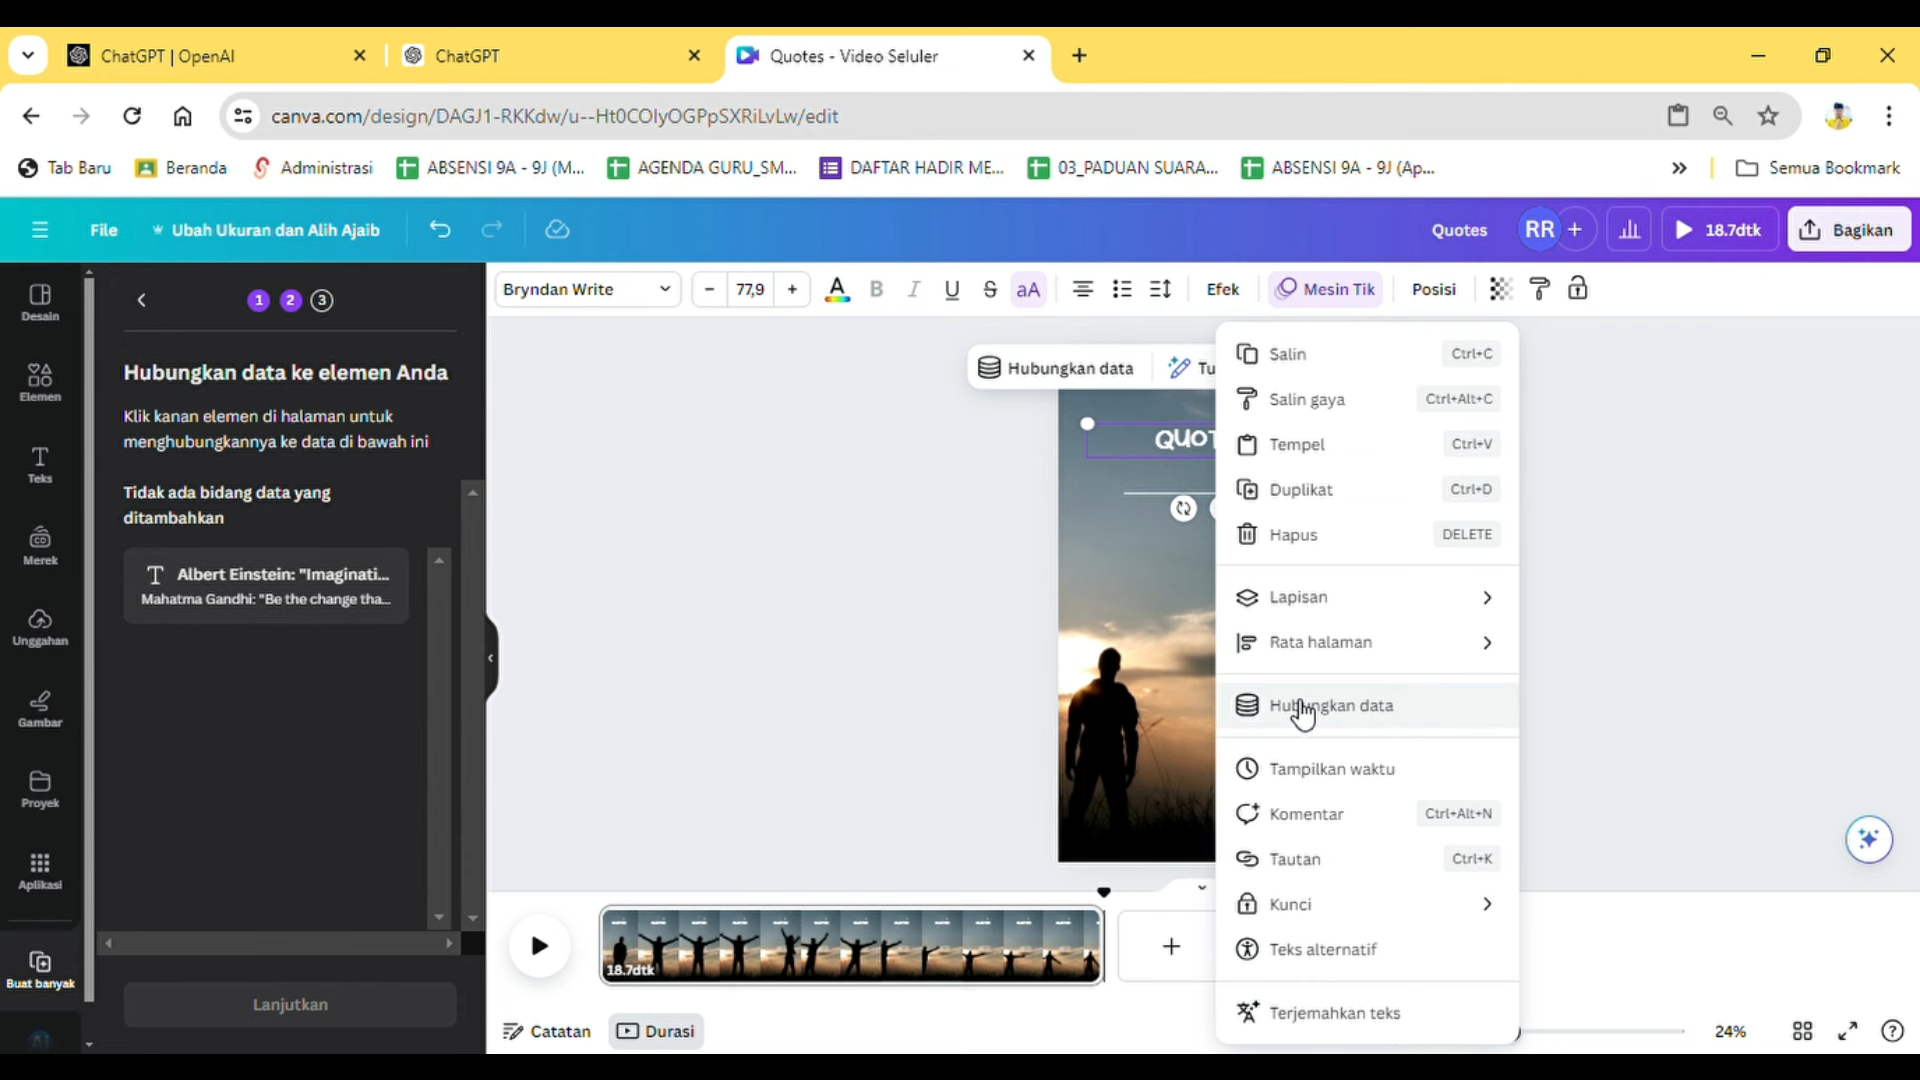 ChatGPT | OpenAI
ChatGPT
Quotes - Video Seluler
canva.com/design/DAGJ1-RKKdw/u--Ht0COIyOGPpSXRiLvLw/edit
Tab Baru
Beranda
Administrasi
ABSENSI 9A - 9J (M...
AGENDA GURU_SM...
DAFTAR HADIR ME...
03_PADUAN SUARA...
ABSENSI 9A - 9J (Ap...
Semua Bookmark
File
Ubah Ukuran dan Alih Ajaib
Quotes
RR
18.7dtk
Bagikan
Desain
Elemen
Teks
Merek
Unggahan
Gambar
Proyek
Aplikasi
Buat banyak
1 2 3
Hubungkan data ke elemen Anda
Klik kanan elemen di halaman untuk
menghubungkannya ke data di bawah ini
Tidak ada bidang data yang
ditambahkan
Albert Einstein: "Imaginati...
Mahatma Gandhi: "Be the change tha...
Lanjutkan
Bryndan Write
- 77,9 +
A B I U S aA
Efek
Mesin Tik
Posisi
Hubungkan data
Tu
QUOT
Salin Ctrl+C
Salin gaya Ctrl+Alt+C
Tempel Ctrl+V
Duplikat Ctrl+D
Hapus DELETE
Lapisan
Rata halaman
Hubungkan data
Tampilkan waktu
Komentar Ctrl+Alt+N
Tautan Ctrl+K
Kunci
Teks alternatif
Terjemahkan teks
18.7dtk
Catatan
Durasi
24%